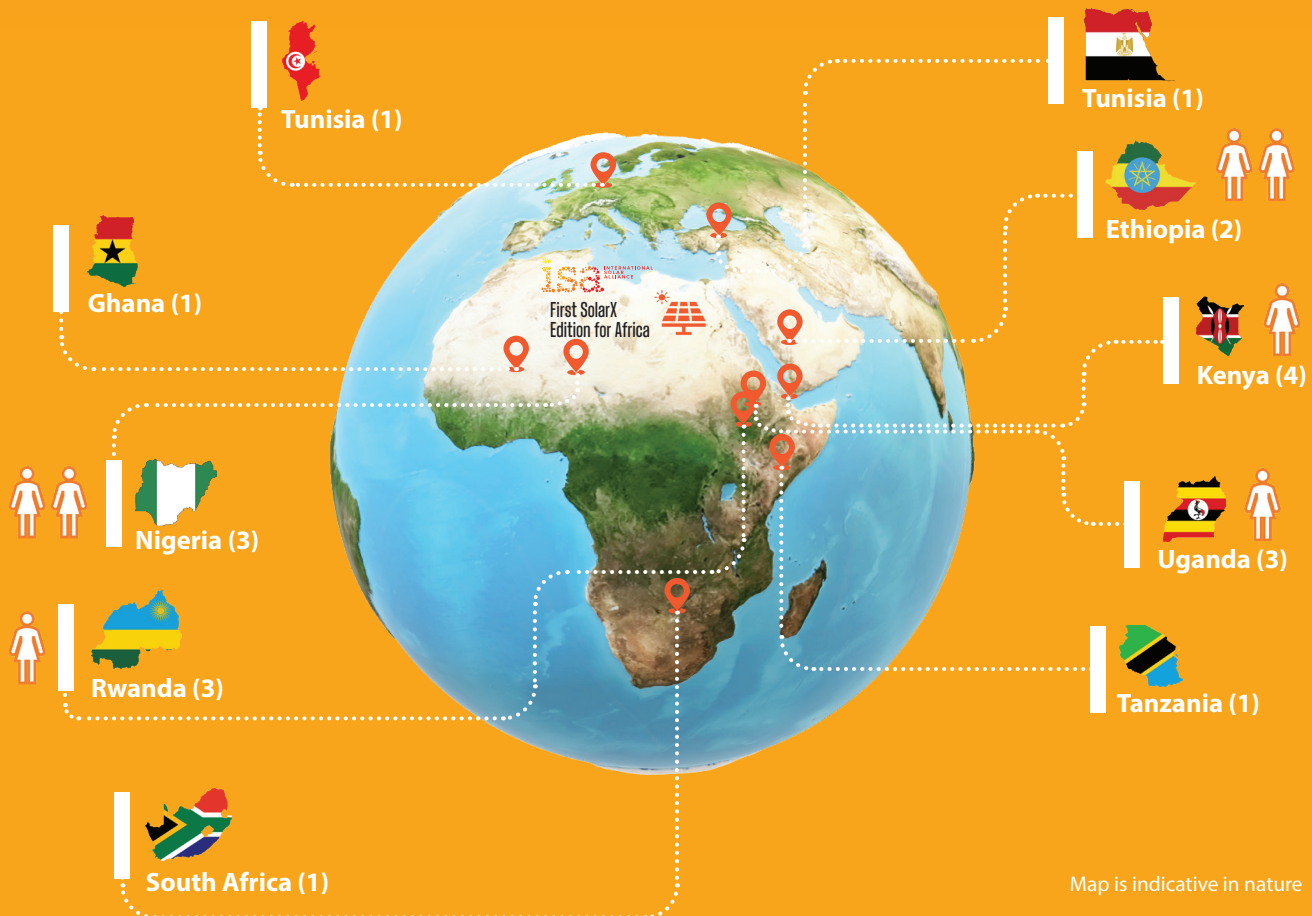 Tunisia (1)
Tunisia (1)
Ethiopia (2)
Ghana (1)
isa INTERNATIONAL
SOLAR
ALLIANCE
First SolarX
Edition for Africa
Kenya (4)
Nigeria (3)
Uganda (3)
Rwanda (3)
Tanzania (1)
South Africa (1)
Map is indicative in nature